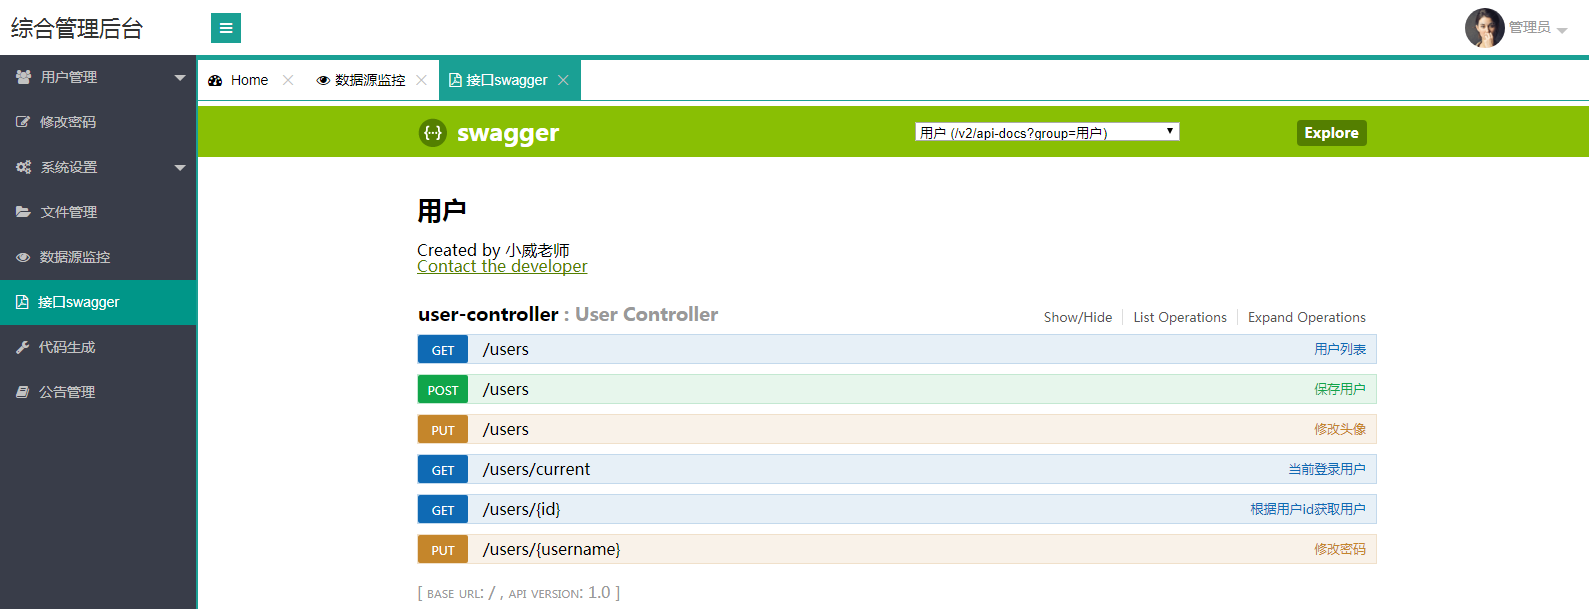 综合管理后台
管理员
用户管理
修改密码
系统设置
文件管理
数据源监控
接口swagger
代码生成
公告管理
Home 数据源监控 接口swagger
{···} swagger 用户 (/v2/api-docs?group=用户) Explore
用户
Created by 小威老师
Contact the developer
user-controller : User Controller Show/Hide List Operations Expand Operations
GET /users 用户列表
POST /users 保存用户
PUT /users 修改头像
GET /users/current 当前登录用户
GET /users/{id} 根据用户id获取用户
PUT /users/{username} 修改密码
[ BASE URL: / , API VERSION: 1.0 ]